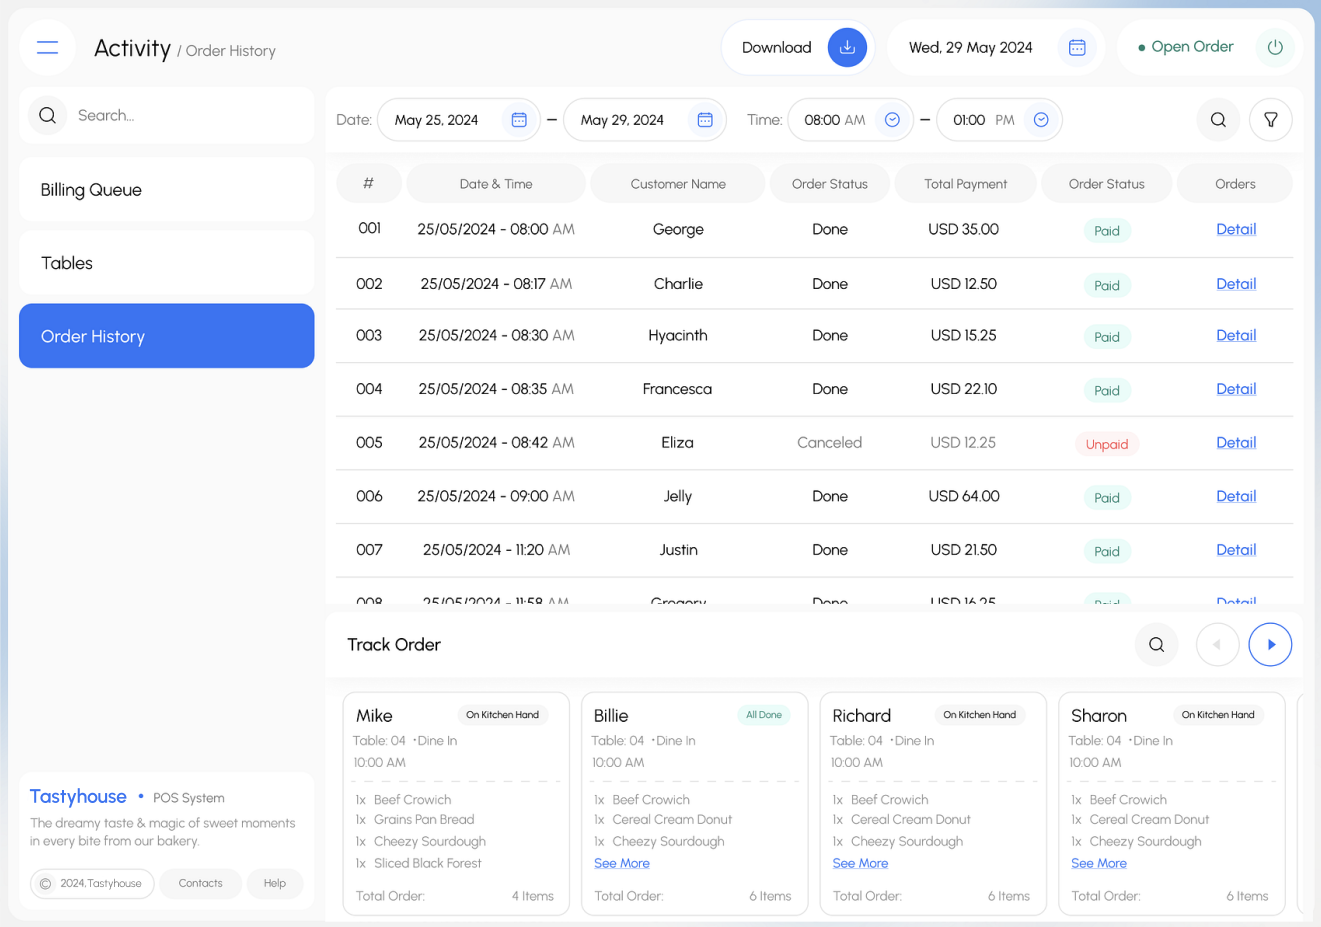 Activity / Order History
Download
Wed, 29 May 2024
Open Order
Search...
Billing Queue
Tables
Order History
Tastyhouse • POS System
The dreamy taste & magic of sweet moments
in every bite from our bakery.
© 2024,Tastyhouse Contacts Help
Date: May 25, 2024 – May 29, 2024 Time: 08:00 AM – 01:00 PM
# Date & Time Customer Name Order Status Total Payment Order Status Orders
001 25/05/2024 - 08:00 AM George Done USD 35.00 Paid Detail
002 25/05/2024 - 08:17 AM Charlie Done USD 12.50 Paid Detail
003 25/05/2024 - 08:30 AM Hyacinth Done USD 15.25 Paid Detail
004 25/05/2024 - 08:35 AM Francesca Done USD 22.10 Paid Detail
005 25/05/2024 - 08:42 AM Eliza Canceled USD 12.25 Unpaid Detail
006 25/05/2024 - 09:00 AM Jelly Done USD 64.00 Paid Detail
007 25/05/2024 - 11:20 AM Justin Done USD 21.50 Paid Detail
008 25/05/2024 - 11:58 AM Gregory Done USD 16.25 Paid Detail
Track Order
Mike On Kitchen Hand
Table: 04 •Dine In
10:00 AM
1x Beef Crowich
1x Grains Pan Bread
1x Cheezy Sourdough
1x Sliced Black Forest
Total Order: 4 Items
Billie All Done
Table: 04 •Dine In
10:00 AM
1x Beef Crowich
1x Cereal Cream Donut
1x Cheezy Sourdough
See More
Total Order: 6 Items
Richard On Kitchen Hand
Table: 04 •Dine In
10:00 AM
1x Beef Crowich
1x Cereal Cream Donut
1x Cheezy Sourdough
See More
Total Order: 6 Items
Sharon On Kitchen Hand
Table: 04 •Dine In
10:00 AM
1x Beef Crowich
1x Cereal Cream Donut
1x Cheezy Sourdough
See More
Total Order: 6 Items